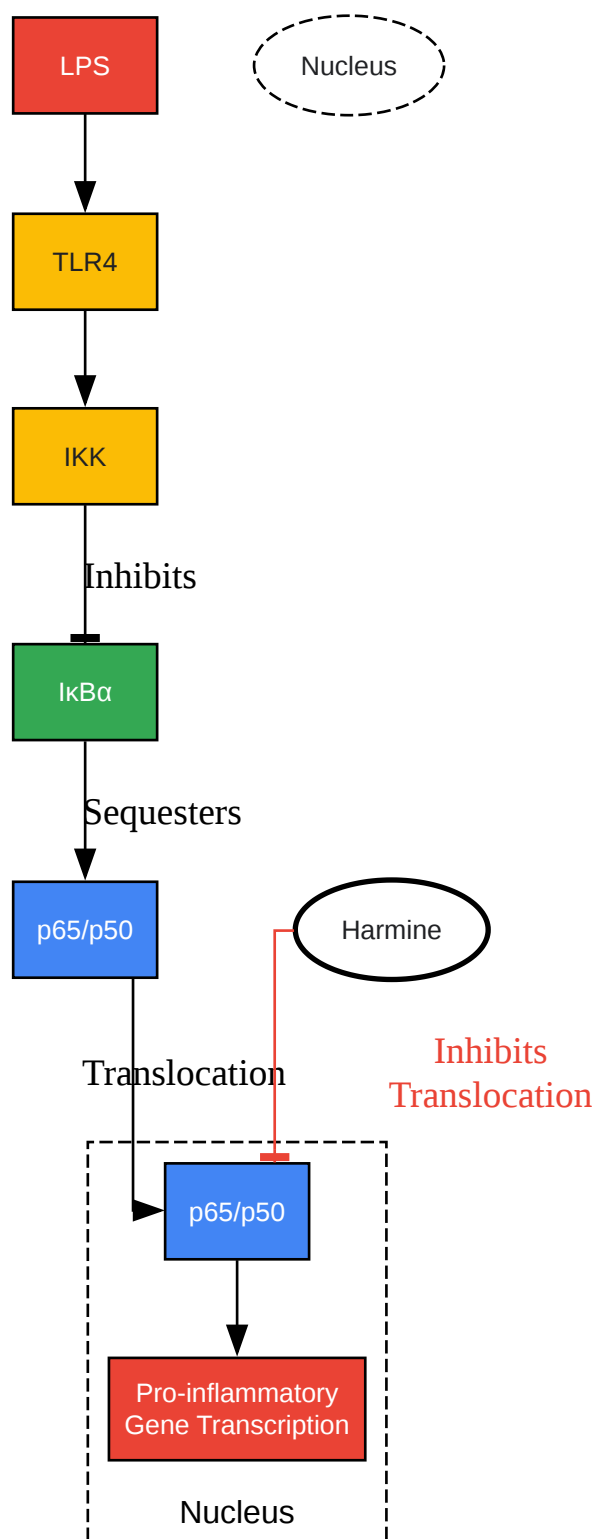 LPS
Nucleus
TLR4
IKK
Inhibits
IκBα
Sequesters
p65/p50
Harmine
Translocation
Inhibits
Translocation
p65/p50
Pro-inflammatory
Gene Transcription
Nucleus